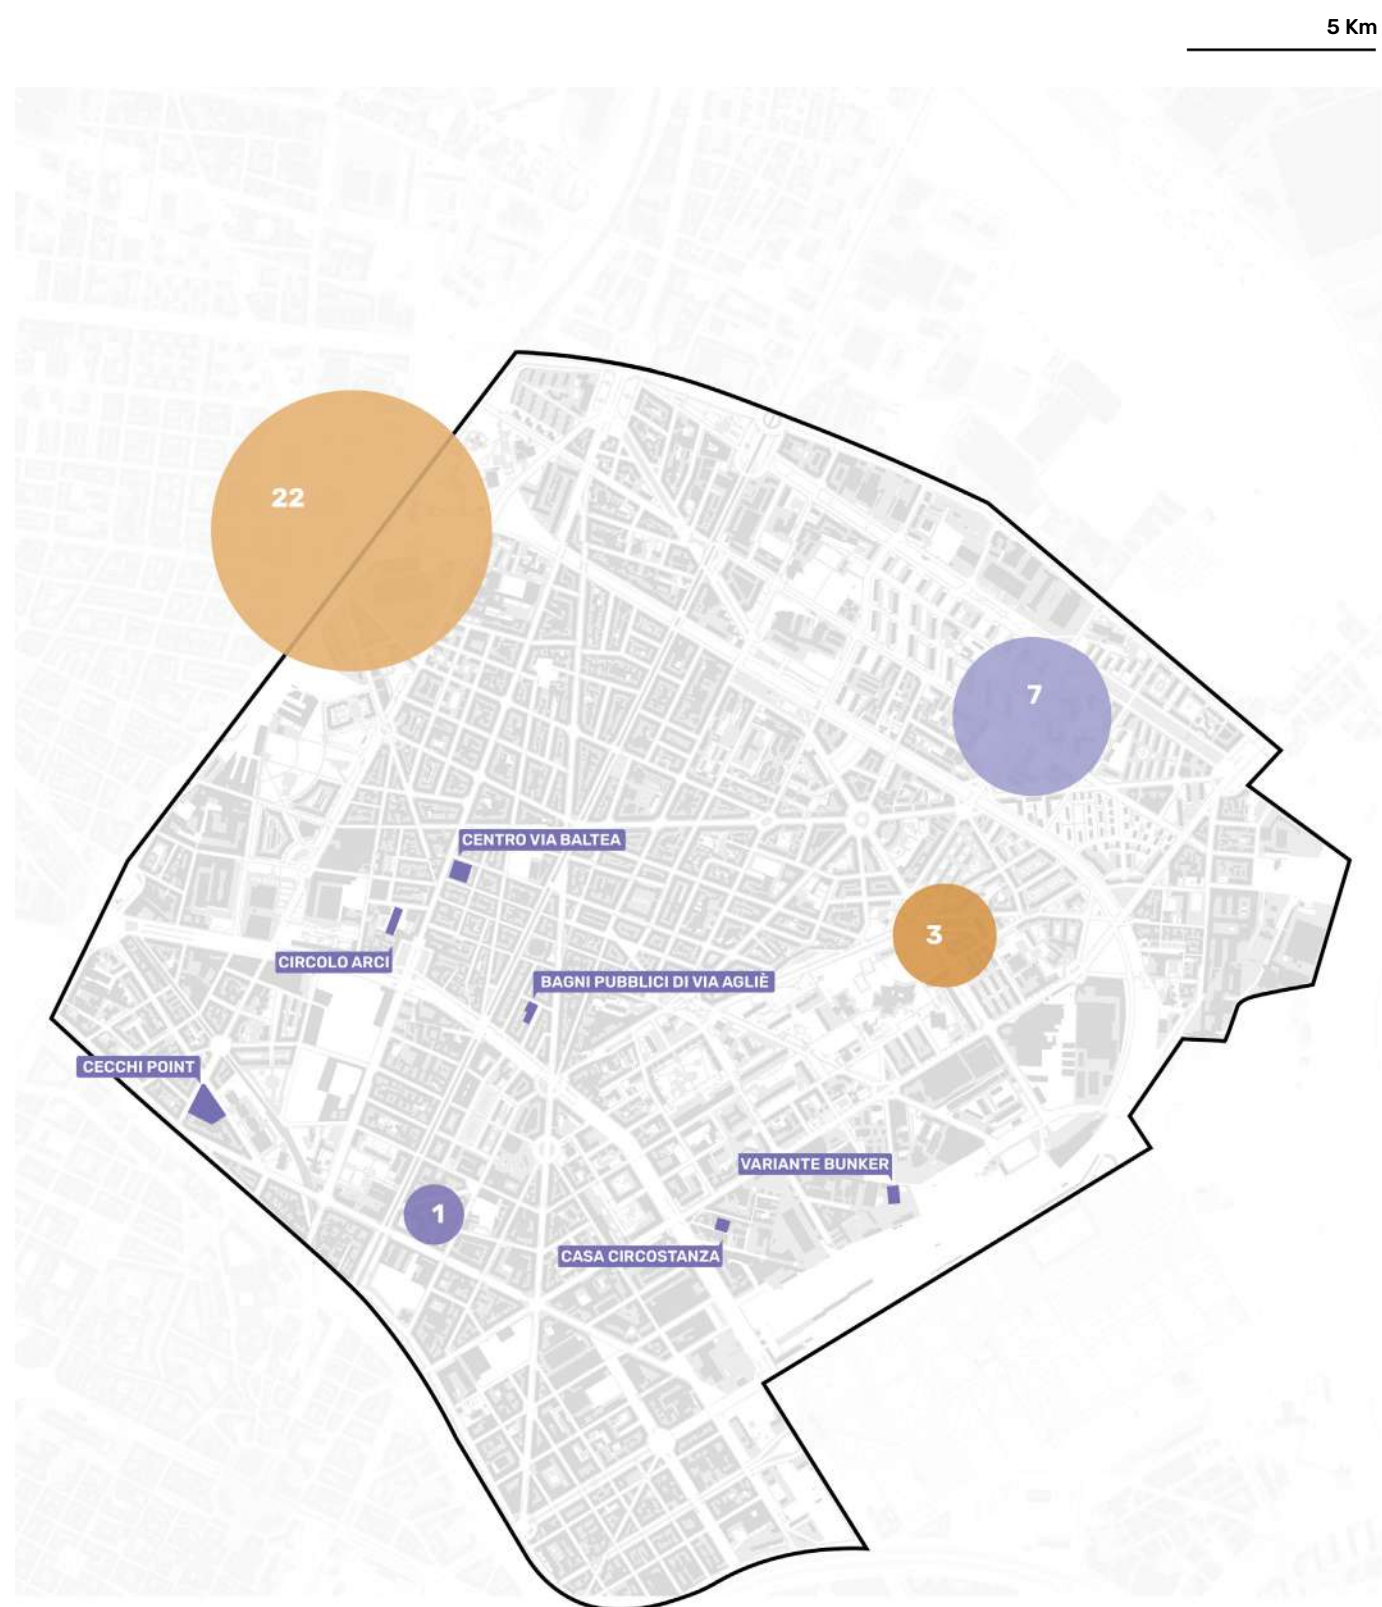 5 Km
22
7
CENTRO VIA BALTEA
3
CIRCOLO ARCI
BAGNI PUBBLICI DI VIA AGLIÈ
CECCHI POINT
VARIANTE BUNKER
1
CASA CIRCOSTANZA